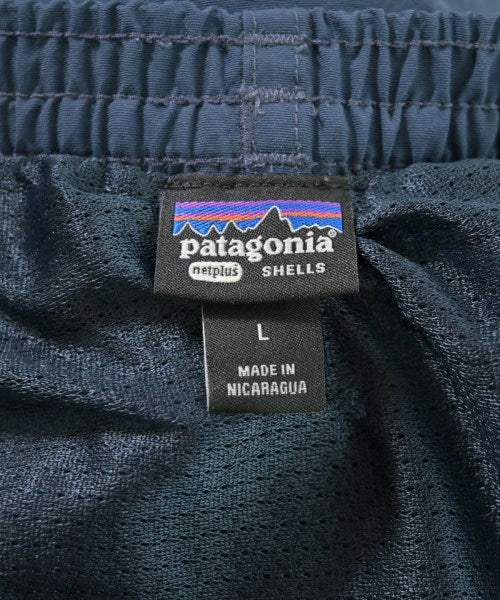 patagonia®
netplus® SHELLS
L
MADE IN
NICARAGUA